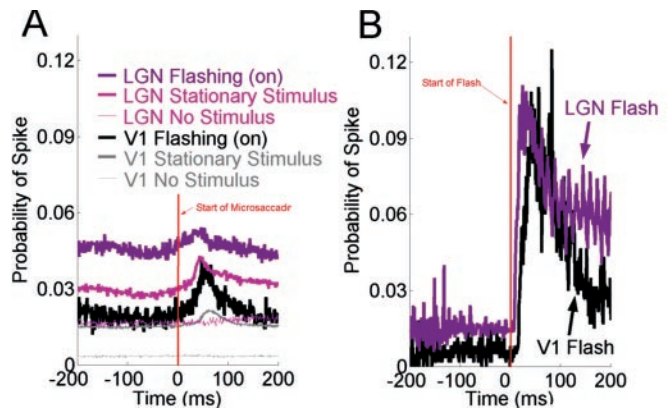 A
B
0.12
0.09
0.06
0.03
0
Probability of Spike
LGN Flashing (on)
LGN Stationary Stimulus
LGN No Stimulus
V1 Flashing (on)
V1 Stationary Stimulus
V1 No Stimulus
Start of Microsaccadr
-200 -100 0 100 200
Time (ms)
0.12
0.09
0.06
0.03
0
Probability of Spike
Start of Flash
LGN Flash
V1 Flash
-200 -100 0 100 200
Time (ms)